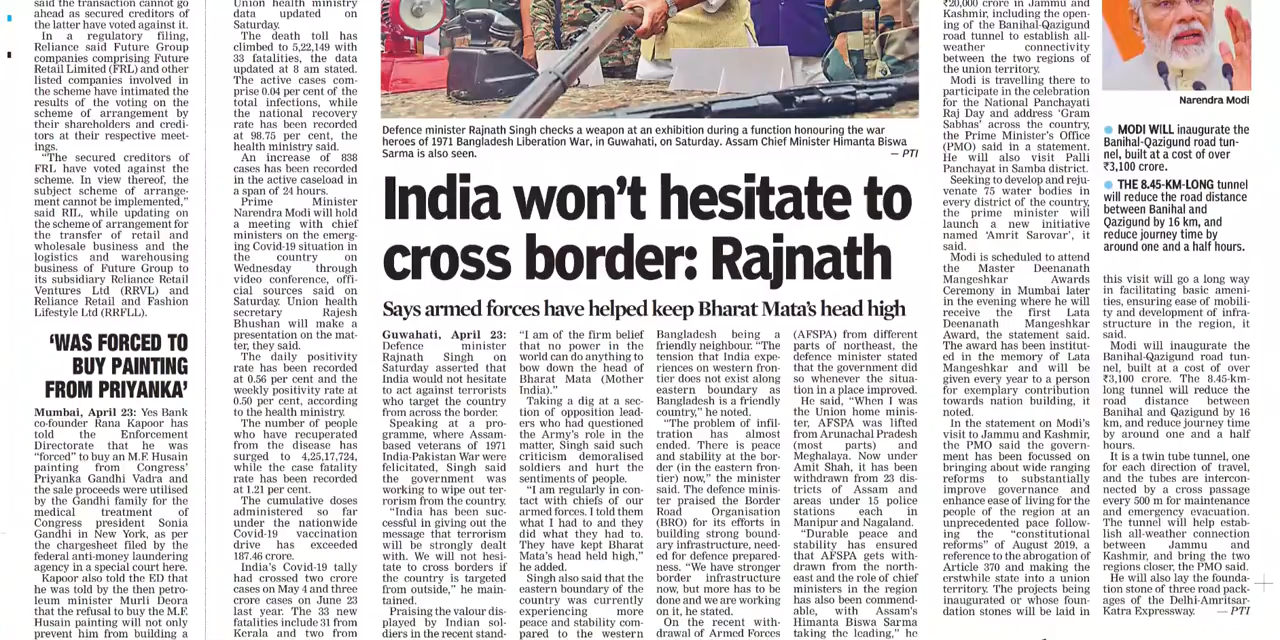 said the transaction cannot go
ahead as secured creditors of
the latter have voted against it.
In a regulatory filing,
Reliance said Future Group
companies comprising Future
Retail Limited (FRL) and other
listed companies involved in
the scheme have intimated the
results of the voting on the
scheme of arrangement by
their shareholders and credi-
tors at their respective meet-
ings.
"The secured creditors of
FRL have voted against the
scheme. In view thereof, the
subject scheme of arrange-
ment cannot be implemented,"
said RIL, while updating on
the scheme of arrangement for
the transfer of retail and
wholesale business and the
logistics and warehousing
business of Future Group to
its subsidiary Reliance Retail
Ventures Ltd (RRVL) and
Reliance Retail and Fashion
Lifestyle Ltd (RRFLL).
'WAS FORCED TO
BUY PAINTING
FROM PRIYANKA'
Mumbai, April 23: Yes Bank
co-founder Rana Kapoor has
told the Enforcement
Directorate that he was
"forced" to buy an M.F. Husain
painting from Congress'
Priyanka Gandhi Vadra and
the sale proceeds were utilised
by the Gandhi family for the
medical treatment of
Congress president Sonia
Gandhi in New York, as per
the chargesheet filed by the
federal anti-money laundering
agency in a special court here.
Kapoor also told the ED that
he was told by the then petro-
leum minister Murli Deora
that the refusal to buy the M.F.
Husain painting will not only
prevent him from building a
Union health ministry
data updated on
Saturday.
The death toll has
climbed to 5,22,149 with
33 fatalities, the data
updated at 8 am stated.
The active cases com-
prise 0.04 per cent of the
total infections, while
the national recovery
rate has been recorded
at 98.75 per cent, the
health ministry said.
An increase of 838
cases has been recorded
in the active caseload in
a span of 24 hours.
Prime Minister
Narendra Modi will hold
a meeting with chief
ministers on the emerg-
ing Covid-19 situation in
the country on
Wednesday through
video conference, offi-
cial sources said on
Saturday. Union health
secretary Rajesh
Bhushan will make a
presentation on the mat-
ter, they said.
The daily positivity
rate has been recorded
at 0.56 per cent and the
weekly positivity rate at
0.50 per cent, according
to the health ministry.
The number of people
who have recuperated
from the disease has
surged to 4,25,17,724,
while the case fatality
rate has been recorded
at 1.21 per cent.
The cumulative doses
administered so far
under the nationwide
Covid-19 vaccination
drive has exceeded
187.46 crore.
India's Covid-19 tally
had crossed two crore
cases on May 4 and three
crore cases on June 23
last year. The 33 new
fatalities include 31 from
Kerala and two from
Defence minister Rajnath Singh checks a weapon at an exhibition during a function honouring the war
heroes of 1971 Bangladesh Liberation War, in Guwahati, on Saturday. Assam Chief Minister Himanta Biswa
Sarma is also seen. — PTI
India won't hesitate to
cross border: Rajnath
Says armed forces have helped keep Bharat Mata's head high
Guwahati, April 23:
Defence minister
Rajnath Singh on
Saturday asserted that
India would not hesitate
to act against terrorists
who target the country
from across the border.
Speaking at a pro-
gramme, where Assam-
based veterans of 1971
India-Pakistan War were
felicitated, Singh said
the government was
working to wipe out ter-
rorism from the country.
"India has been suc-
cessful in giving out the
message that terrorism
will be strongly dealt
with. We will not hesi-
tate to cross borders if
the country is targeted
from outside," he main-
tained.
Praising the valour dis-
played by Indian sol-
diers in the recent stand-
"I am of the firm belief
that no power in the
world can do anything to
bow down the head of
Bharat Mata (Mother
India)."
Taking a dig at a sec-
tion of opposition lead-
ers who had questioned
the Army's role in the
matter, Singh said such
criticism demoralised
soldiers and hurt the
sentiments of people.
"I am regularly in con-
tact with chiefs of our
armed forces. I told them
what I had to and they
did what they had to.
They have kept Bharat
Mata's head held high,"
he added.
Singh also said that the
eastern boundary of the
country was currently
experiencing more
peace and stability com-
pared to the western
Bangladesh being a
friendly neighbour. "The
tension that India expe-
riences on western fron-
tier does not exist along
eastern boundary as
Bangladesh is a friendly
country," he noted.
"The problem of infil-
tration has almost
ended. There is peace
and stability at the bor-
der (in the eastern fron-
tier) now," the minister
said. The defence minis-
ter praised the Border
Road Organisation
(BRO) for its efforts in
building strong bound-
ary infrastructure, need-
ed for defence prepared-
ness. "We have stronger
border infrastructure
now, but more has to be
done and we are working
on it, he stated.
On the recent with-
drawal of Armed Forces
(AFSPA) from different
parts of northeast, the
defence minister stated
that the government did
so whenever the situa-
tion in a place improved.
He said, "When I was
the Union home minis-
ter, AFSPA was lifted
from Arunachal Pradesh
(most parts) and
Meghalaya. Now under
Amit Shah, it has been
withdrawn from 23 dis-
tricts of Assam and
areas under 15 police
stations each in
Manipur and Nagaland.
"Durable peace and
stability has ensured
that AFSPA gets with-
drawn from the north-
east and the role of chief
ministers in the region
has also been commend-
able, with Assam's
Himanta Biswa Sarma
taking the leading," he
₹20,000 crore in Jammu and
Kashmir, including the open-
ing of the Banihal-Qazigund
road tunnel to establish all-
weather connectivity
between the two regions of
the union territory.
Modi is travelling there to
participate in the celebration
for the National Panchayati
Raj Day and address 'Gram
Sabhas' across the country,
the Prime Minister's Office
(PMO) said in a statement.
He will also visit Palli
Panchayat in Samba district.
Seeking to develop and reju-
venate 75 water bodies in
every district of the country,
the prime minister will
launch a new initiative
named 'Amrit Sarovar', it
said.
Modi is scheduled to attend
the Master Deenanath
Mangeshkar Awards
Ceremony in Mumbai later
in the evening where he will
receive the first Lata
Deenanath Mangeshkar
Award, the statement said.
The award has been institut-
ed in the memory of Lata
Mangeshkar and will be
given every year to a person
for exemplary contribution
towards nation building, it
noted.
In the statement on Modi's
visit to Jammu and Kashmir,
the PMO said the govern-
ment has been focussed on
bringing about wide ranging
reforms to substantially
improve governance and
enhance ease of living for the
people of the region at an
unprecedented pace follow-
ing the "constitutional
reforms" of August 2019, a
reference to the abrogation of
Article 370 and making the
erstwhile state into a union
territory. The projects being
inaugurated or whose foun-
dation stones will be laid in
Narendra Modi
● MODI WILL inaugurate the
Banihal-Qazigund road tun-
nel, built at a cost of over
₹3,100 crore.
● THE 8.45-KM-LONG tunnel
will reduce the road distance
between Banihal and
Qazigund by 16 km, and
reduce journey time by
around one and a half hours.
this visit will go a long way
in facilitating basic ameni-
ties, ensuring ease of mobili-
ty and development of infra-
structure in the region, it
said.
Modi will inaugurate the
Banihal-Qazigund road tun-
nel, built at a cost of over
₹3,100 crore. The 8.45-km-
long tunnel will reduce the
road distance between
Banihal and Qazigund by 16
km, and reduce journey time
by around one and a half
hours.
It is a twin tube tunnel, one
for each direction of travel,
and the tubes are intercon-
nected by a cross passage
every 500 m for maintenance
and emergency evacuation.
The tunnel will help estab-
lish all-weather connection
between Jammu and
Kashmir, and bring the two
regions closer, the PMO said.
He will also lay the founda-
tion stone of three road pack-
ages of the Delhi-Amritsar-
Katra Expressway. — PTI